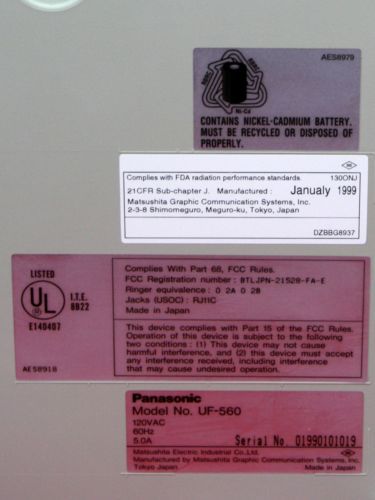 AES8979
RBRC
RBRC
Ni-Cd
CONTAINS NICKEL-CADMIUM BATTERY.
MUST BE RECYCLED OR DISPOSED OF
PROPERLY.
Complies with FDA radiation performance standards.
130ONJ
21CFR Sub-chapter J. Manufactured : Janualy 1999
Matsushita Graphic Communication Systems, Inc.
2-3-8 Shimomeguro, Meguro-ku, Tokyo, Japan
DZBBG8937
LISTED
UL
I.T.E.
8922
E140407
AES8918
Complies With Part 68, FCC Rules.
FCC Registration number : BTLJPN-21528-FA-E
Ringer equivalence : 0.2A 0.2B
Jacks (USOC) : RJ11C
Made in Japan
This device complies with Part 15 of the FCC Rules.
Operation of this device is subject to the following
two conditions : (1) This device may not cause
harmful interference, and (2) this device must accept
any interference received, including interference
that may cause undesired operation.
Panasonic
Model No. UF-560
120VAC
60Hz
5.0A
Serial No. 01990101019
Matsushita Electric Industrial Co.,Ltd.
Manufactured by Matsushita Graphic Communication Systems, Inc.
Tokyo Japan
Made in Japan